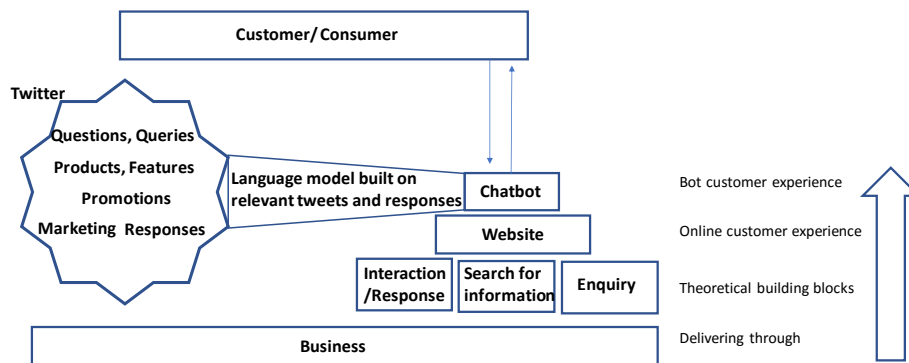 Customer/ Consumer
Twitter
Questions, Queries
Products, Features
Promotions
Marketing Responses
Language model built on
relevant tweets and responses
Chatbot
Bot customer experience
Website
Online customer experience
Interaction
/Response
Search for
information
Enquiry
Theoretical building blocks
Business
Delivering through